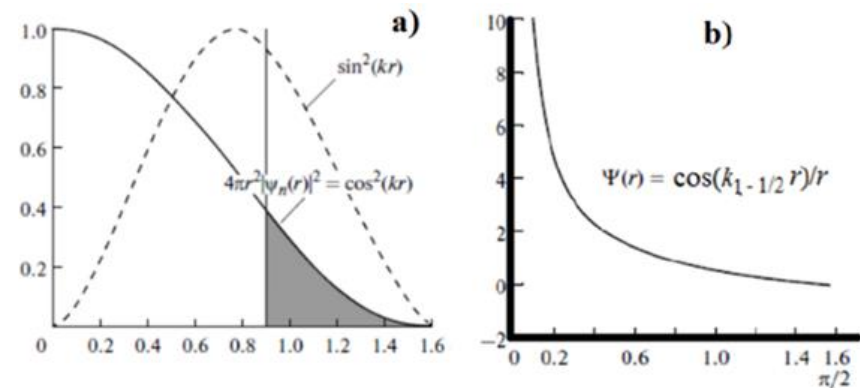 a)
1.0
0.8
0.6
0.4
0.2
sin²(kr)
4πr²|ψₙ(r)|² = cos²(kr)
0 0.2 0.4 0.6 0.8 1.0 1.2 1.4 1.6
b)
10
8
6
4
2
0
−2
Ψ(r) = cos(k₁ ₋ ₁/₂ r)/r
0 0.2 0.6 1.0 1.4 1.6
π/2